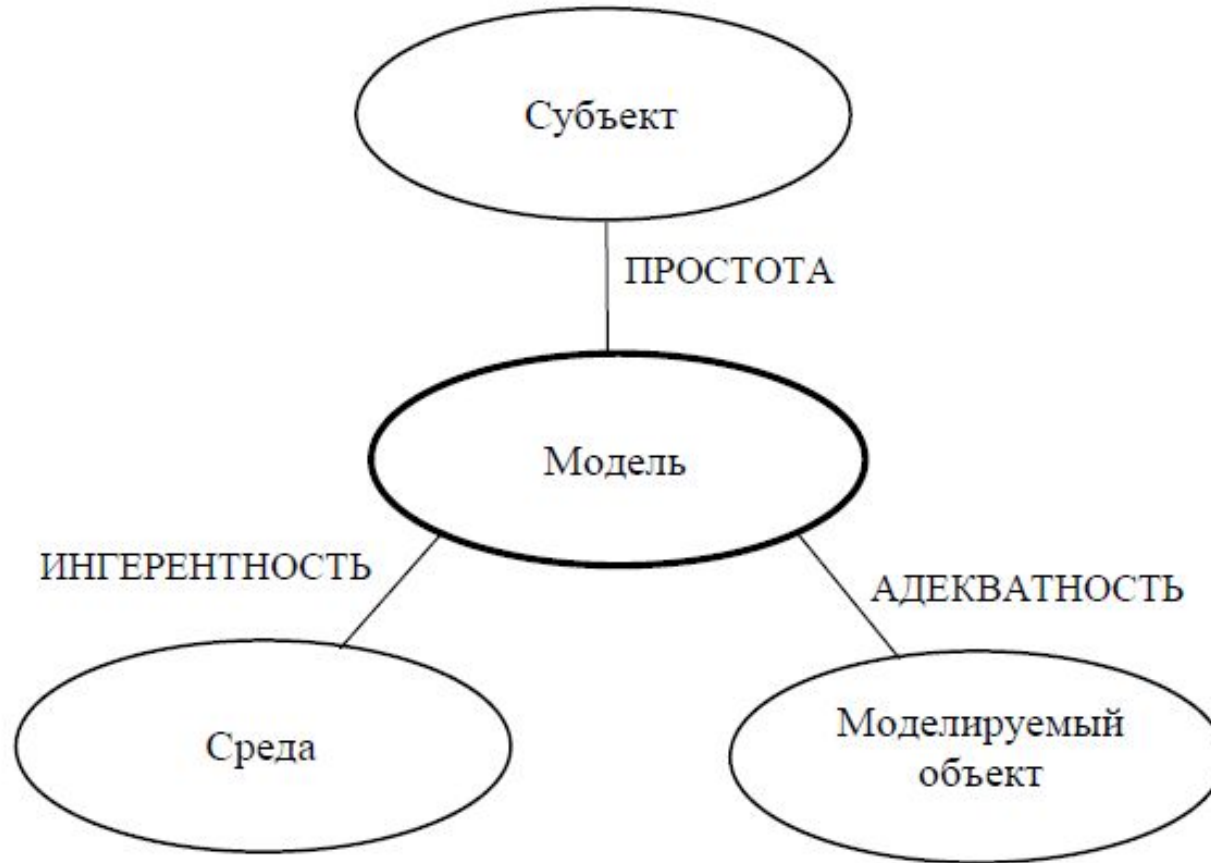 Субъект
ПРОСТОТА
Модель
ИНГЕРЕНТНОСТЬ
АДЕКВАТНОСТЬ
Среда
Моделируемый
объект